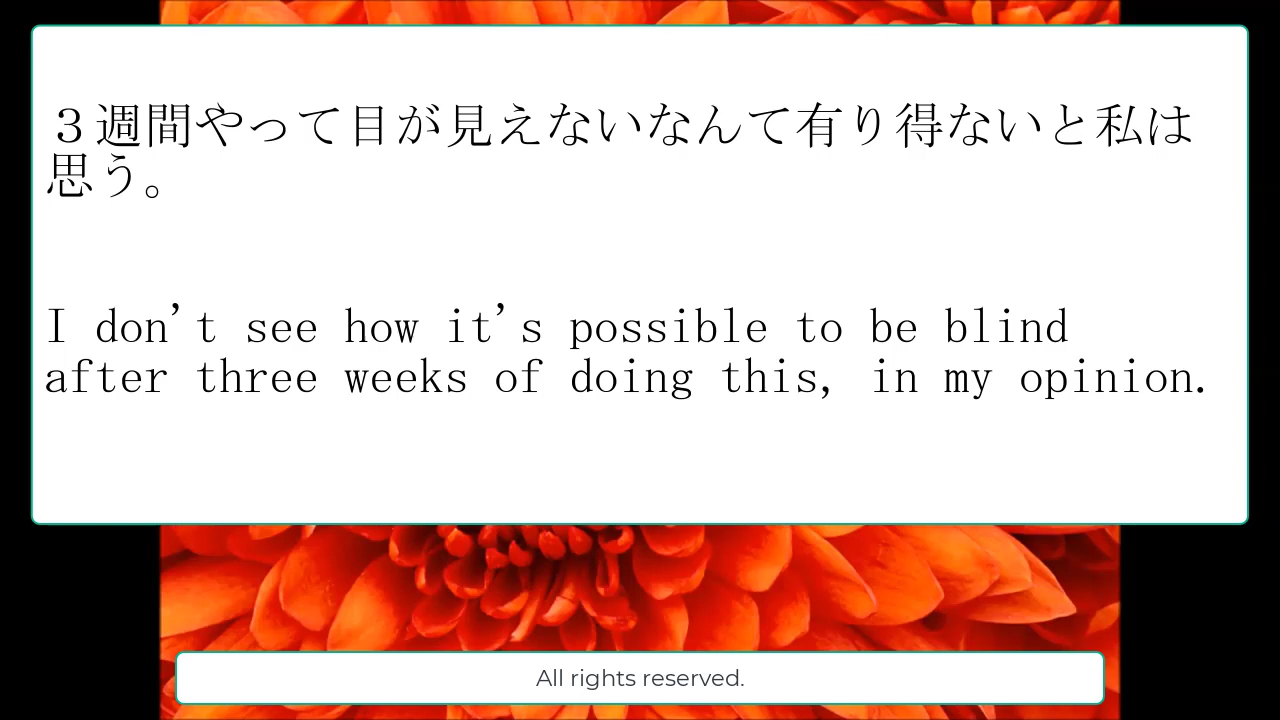 ３週間やって目が見えないなんて有り得ないと私は
思う。
I don’t see how it’s possible to be blind
after three weeks of doing this, in my opinion.
All rights reserved.